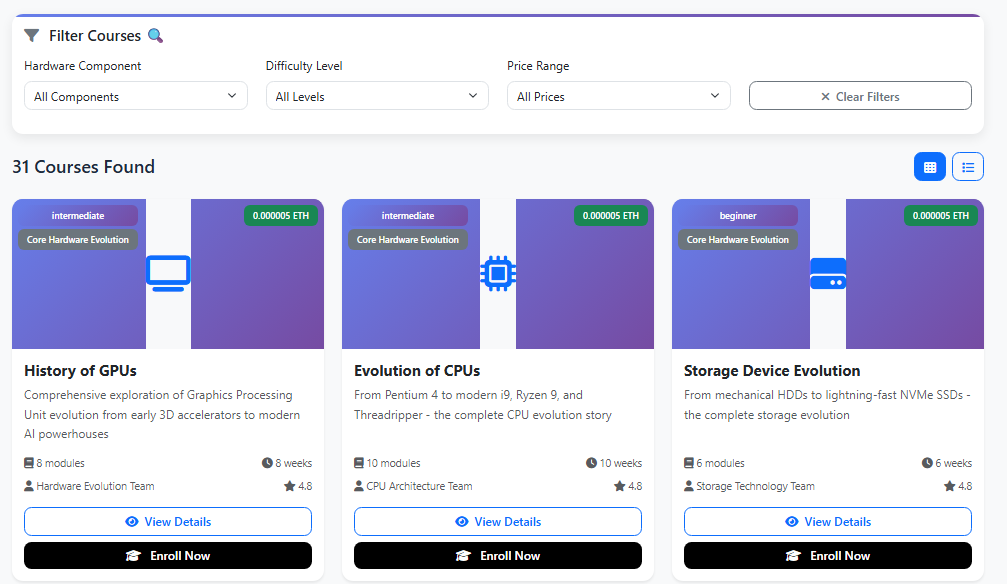 Filter Courses
Hardware Component
Difficulty Level
Price Range
All Components
All Levels
All Prices
Clear Filters
31 Courses Found
intermediate
0.000005 ETH
Core Hardware Evolution
History of GPUs
Comprehensive exploration of Graphics Processing
Unit evolution from early 3D accelerators to modern
AI powerhouses
8 modules
8 weeks
Hardware Evolution Team
4.8
View Details
Enroll Now
intermediate
0.000005 ETH
Core Hardware Evolution
Evolution of CPUs
From Pentium 4 to modern i9, Ryzen 9, and
Threadripper - the complete CPU evolution story
10 modules
10 weeks
CPU Architecture Team
4.8
View Details
Enroll Now
beginner
0.000005 ETH
Core Hardware Evolution
Storage Device Evolution
From mechanical HDDs to lightning-fast NVMe SSDs -
the complete storage evolution
6 modules
6 weeks
Storage Technology Team
4.8
View Details
Enroll Now